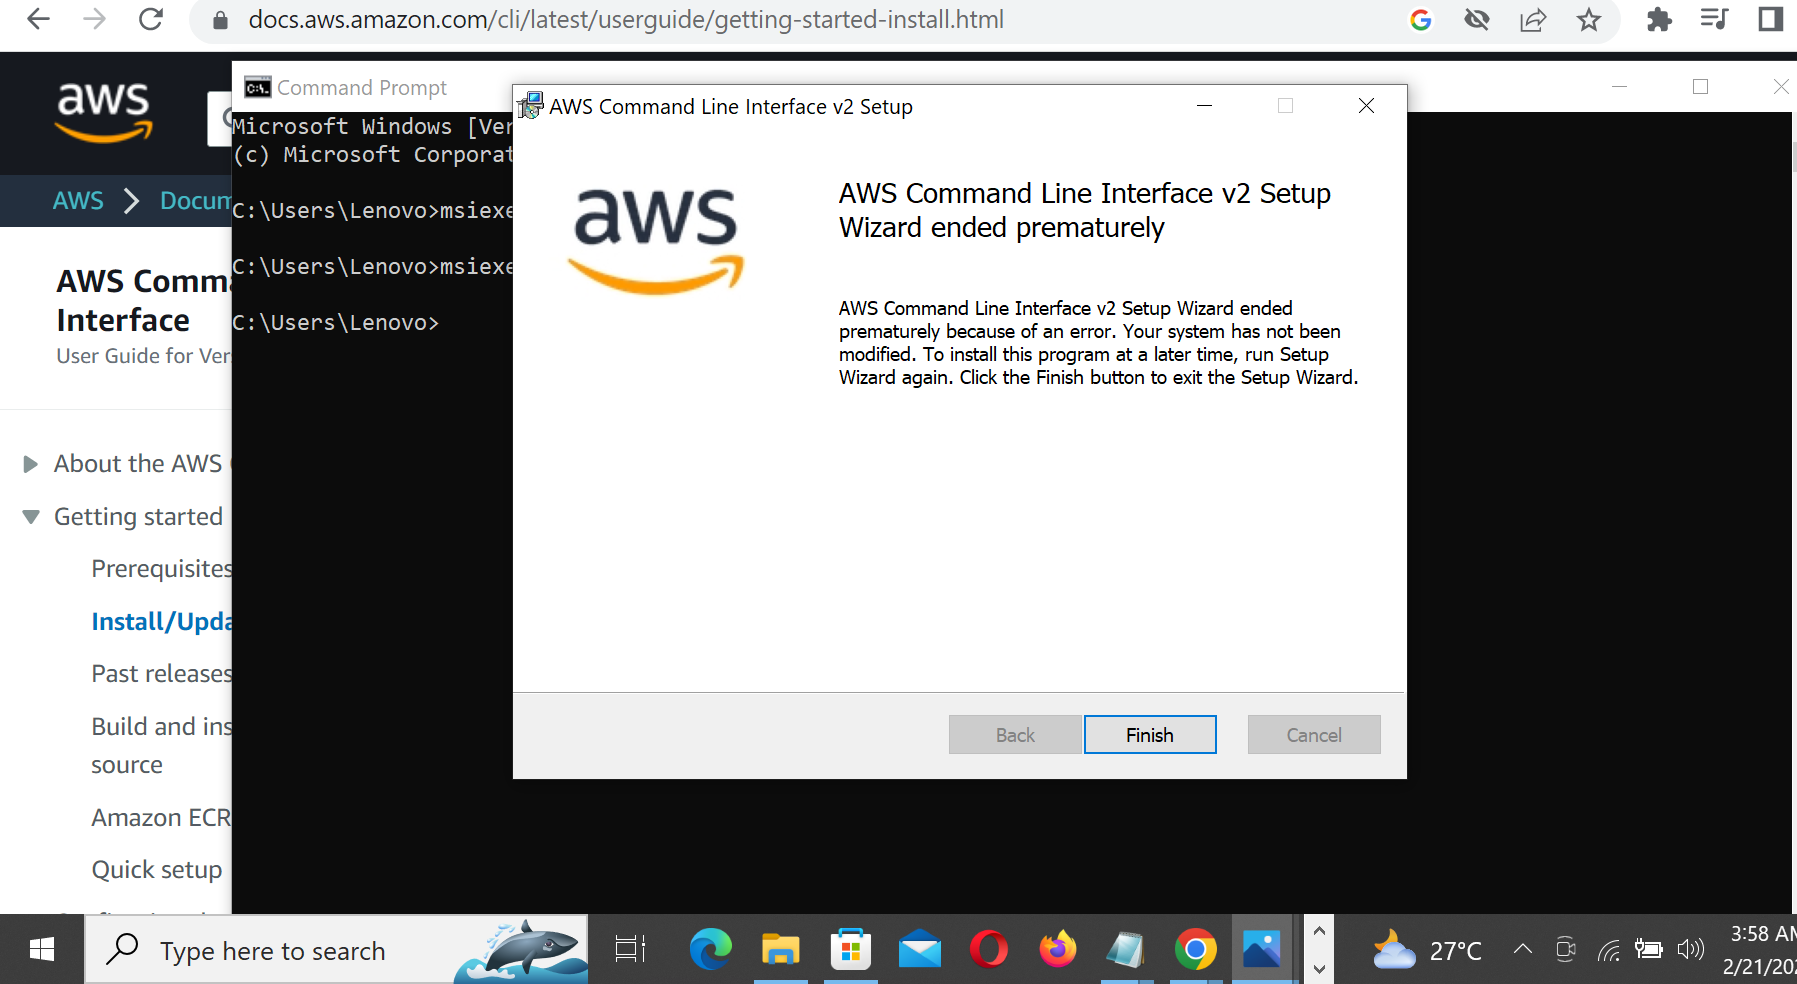 docs.aws.amazon.com/cli/latest/userguide/getting-started-install.html
aws
Command Prompt
AWS Docum
AWS Comma
Interface
User Guide for Ver
About the AWS
Getting started
Prerequisites
Install/Upda
Past releases
Build and ins
source
Amazon ECR
Quick setup
Microsoft Windows [Ver
(c) Microsoft Corporat
C:\Users\Lenovo>msiexe
C:\Users\Lenovo>msiexe
C:\Users\Lenovo>
AWS Command Line Interface v2 Setup
aws
AWS Command Line Interface v2 Setup
Wizard ended prematurely
AWS Command Line Interface v2 Setup Wizard ended
prematurely because of an error. Your system has not been
modified. To install this program at a later time, run Setup
Wizard again. Click the Finish button to exit the Setup Wizard.
Back Finish Cancel
Type here to search
27°C
3:58 AM
2/21/202